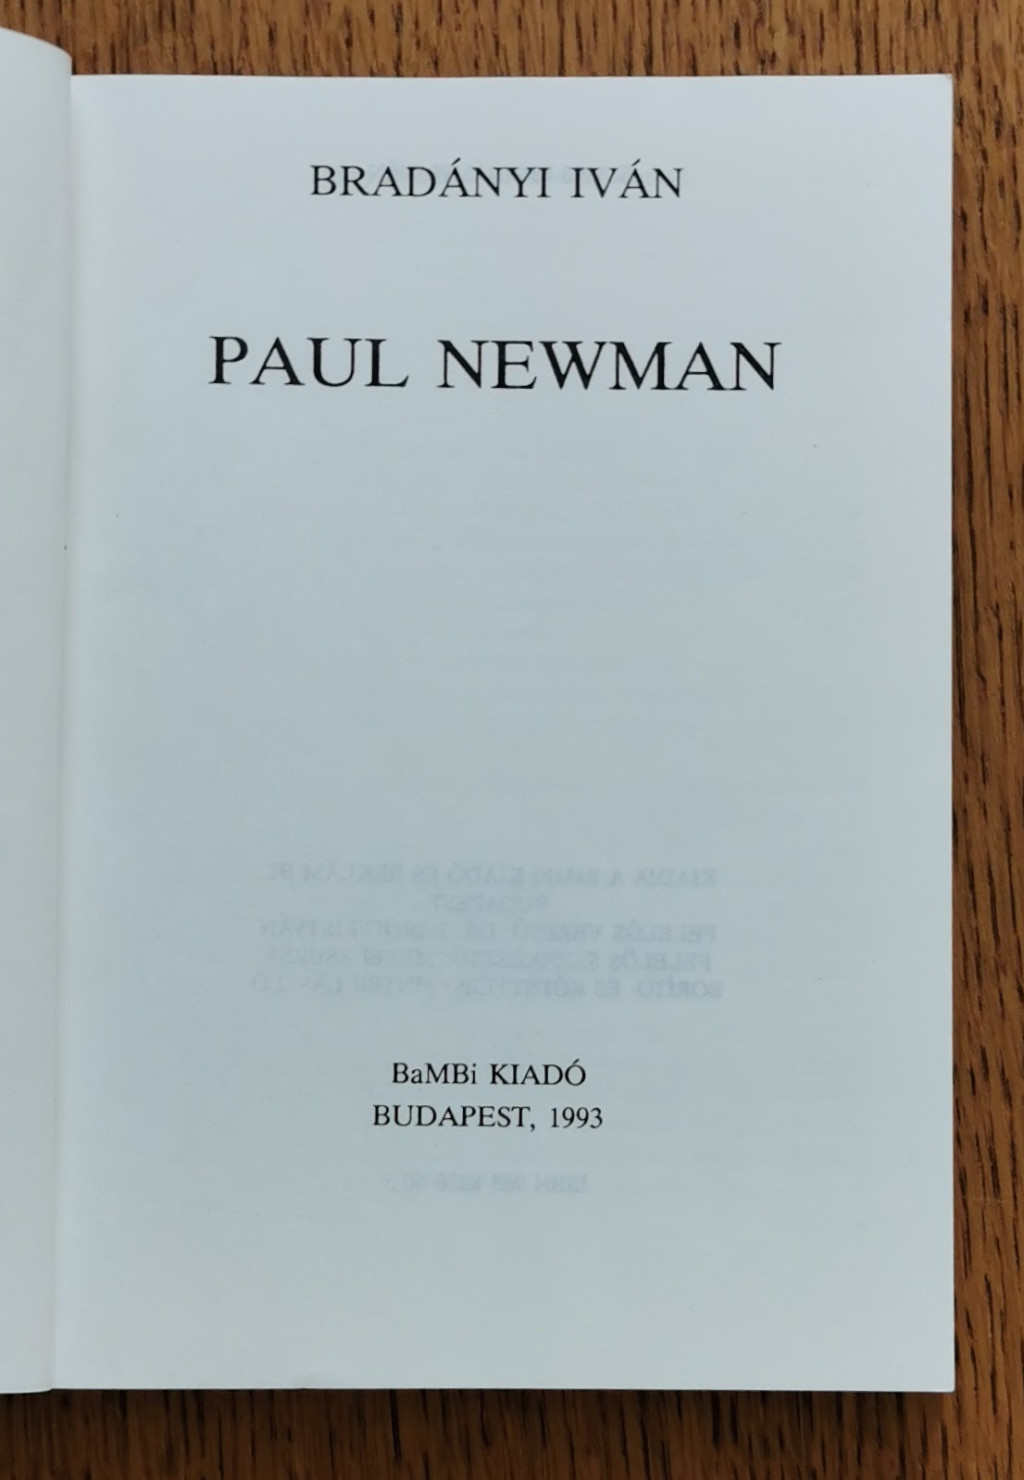 BRADÁNYI IVÁN
PAUL NEWMAN
BaMBi KIADÓ
BUDAPEST, 1993